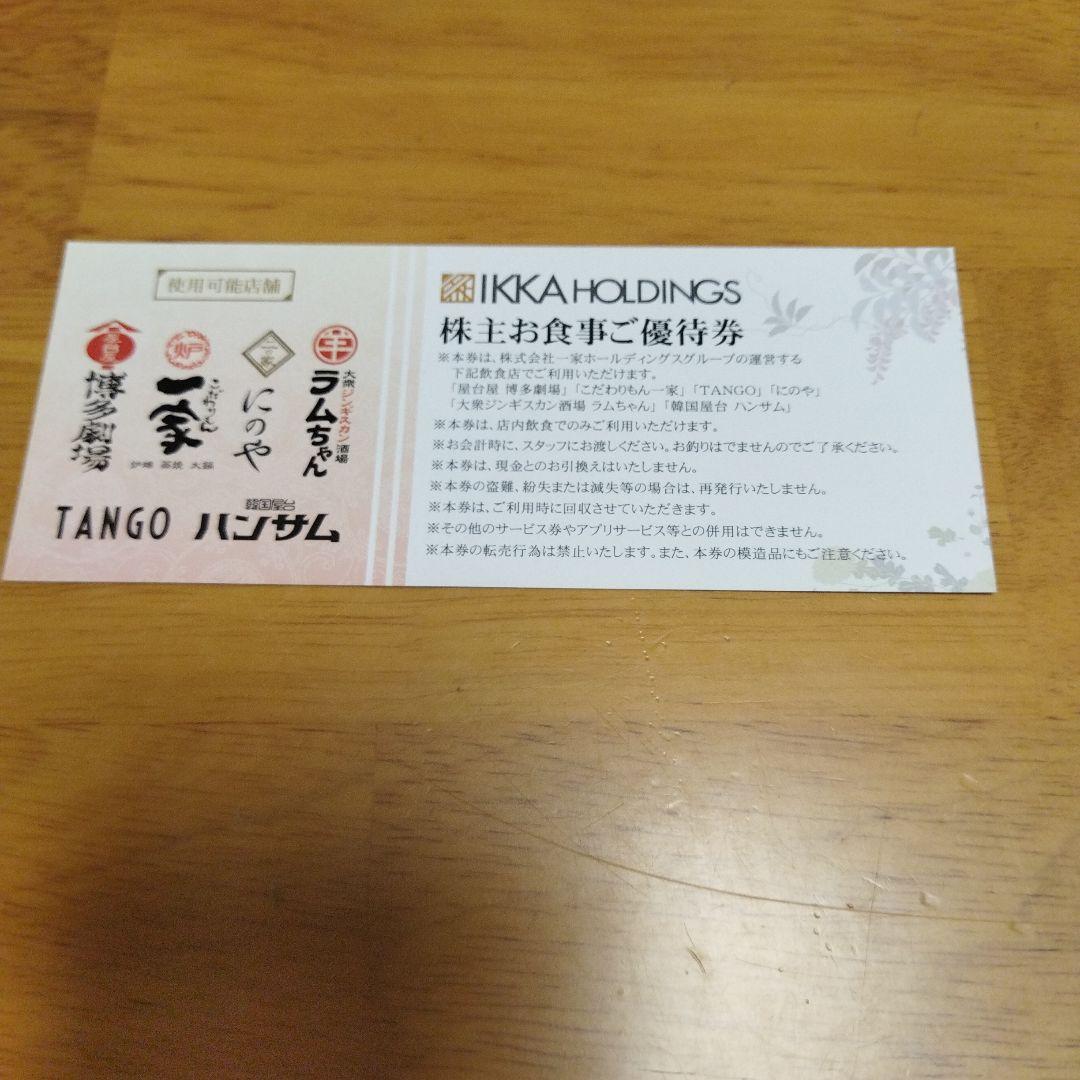 使用可能店舗
屋台屋
博多劇場
炉
こだわりもん
一家
炉端 蒸焼 大鍋
にのや
大衆ジンギスカン酒場
ラムちゃん
TANGO
韓国屋台
ハンサム
IKKA HOLDINGS
株主お食事ご優待券
※本券は、株式会社一家ホールディングスグループの運営する
下記飲食店でご利用いただけます。
「屋台屋 博多劇場」「こだわりもん一家」「TANGO」「にのや」
「大衆ジンギスカン酒場 ラムちゃん」「韓国屋台 ハンサム」
※本券は、店内飲食でのみご利用いただけます。
※お会計時に、スタッフにお渡しください。お釣りはでませんのでご了承ください。
※本券は、現金とのお引換えはいたしません。
※本券の盗難、紛失または滅失等の場合は、再発行いたしません。
※本券は、ご利用時に回収させていただきます。
※その他のサービス券やアプリサービス等との併用はできません。
※本券の転売行為は禁止いたします。また、本券の模造品にもご注意ください。